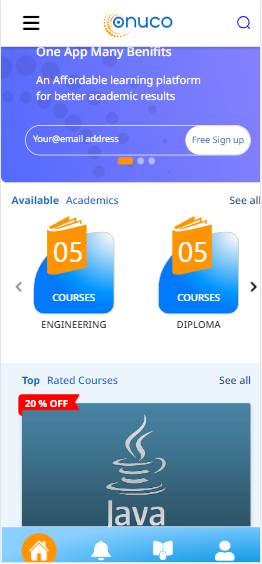 onuco
One App Many Benifits
An Affordable learning platform
for better academic results
Your@email address
Free Sign up
Available Academics
See all
05
COURSES
ENGINEERING
05
COURSES
DIPLOMA
Top Rated Courses
See all
20 % OFF
Java